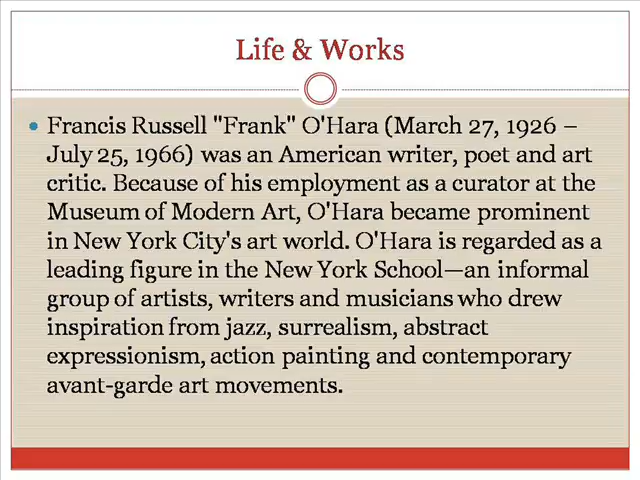 Life & Works
• Francis Russell "Frank" O'Hara (March 27, 1926 –
July 25, 1966) was an American writer, poet and art
critic. Because of his employment as a curator at the
Museum of Modern Art, O'Hara became prominent
in New York City's art world. O'Hara is regarded as a
leading figure in the New York School—an informal
group of artists, writers and musicians who drew
inspiration from jazz, surrealism, abstract
expressionism, action painting and contemporary
avant-garde art movements.